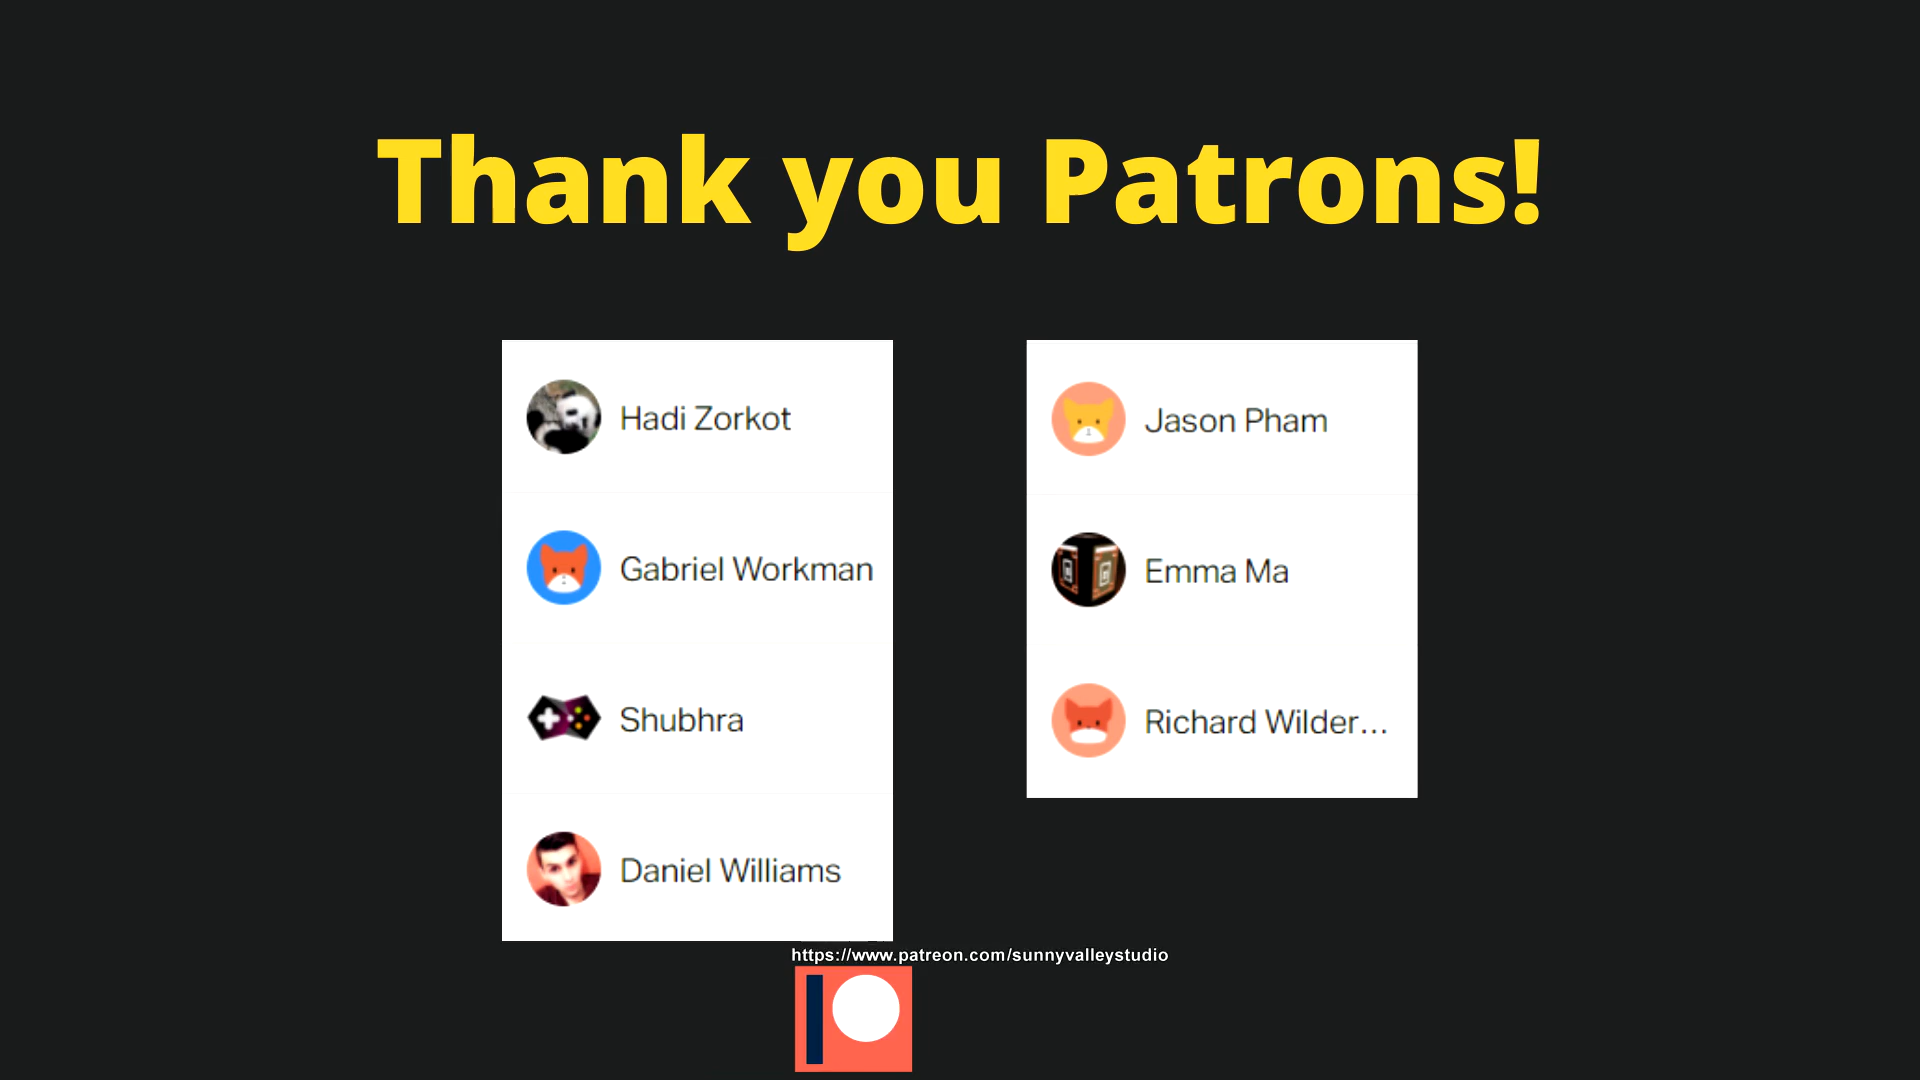 Thank you Patrons!
Hadi Zorkot
Gabriel Workman
Shubhra
Daniel Williams
Jason Pham
Emma Ma
Richard Wilder...
https://www.patreon.com/sunnyvalleystudio